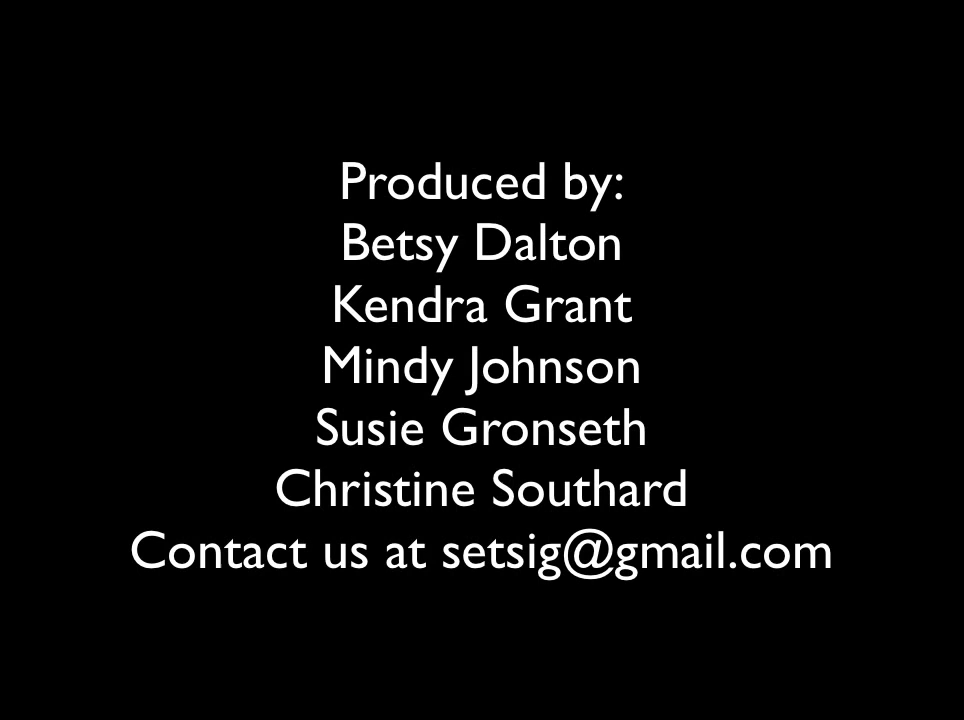 Produced by:
Betsy Dalton
Kendra Grant
Mindy Johnson
Susie Gronseth
Christine Southard
Contact us at setsig@gmail.com